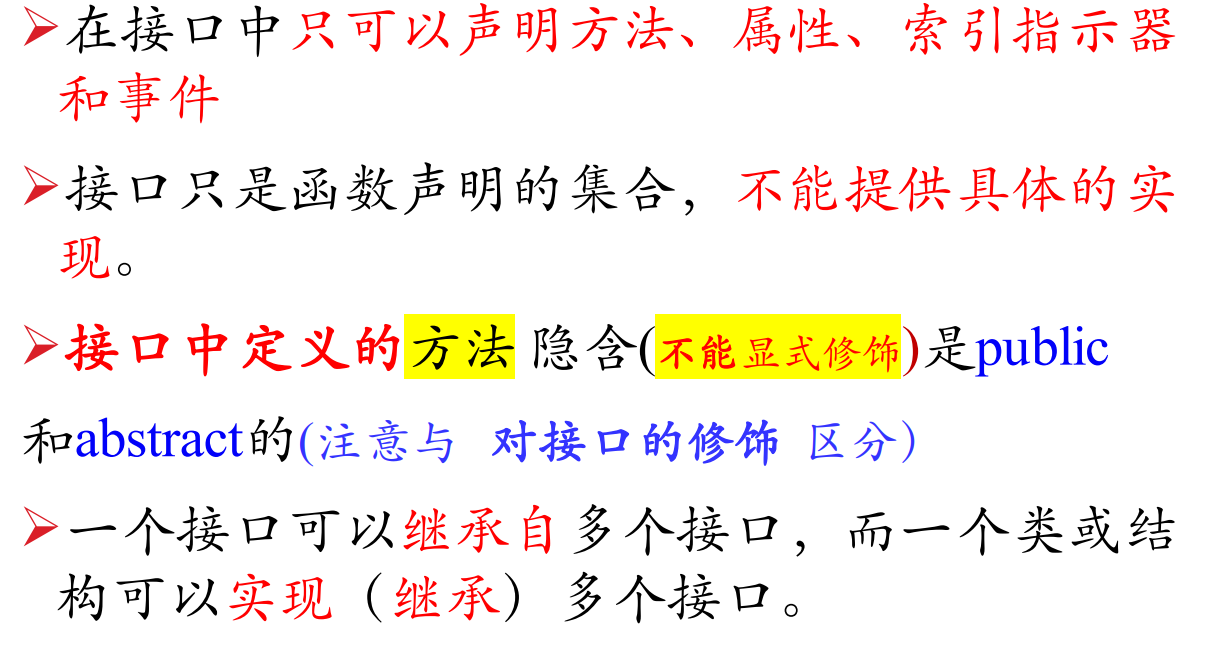 ➢在接口中只可以声明方法、属性、索引指示器
和事件
➢接口只是函数声明的集合，不能提供具体的实
现。
➢接口中定义的方法 隐含(不能显式修饰)是public
和abstract的(注意与 对接口的修饰 区分）
➢一个接口可以继承自多个接口，而一个类或结
构可以实现（继承）多个接口。